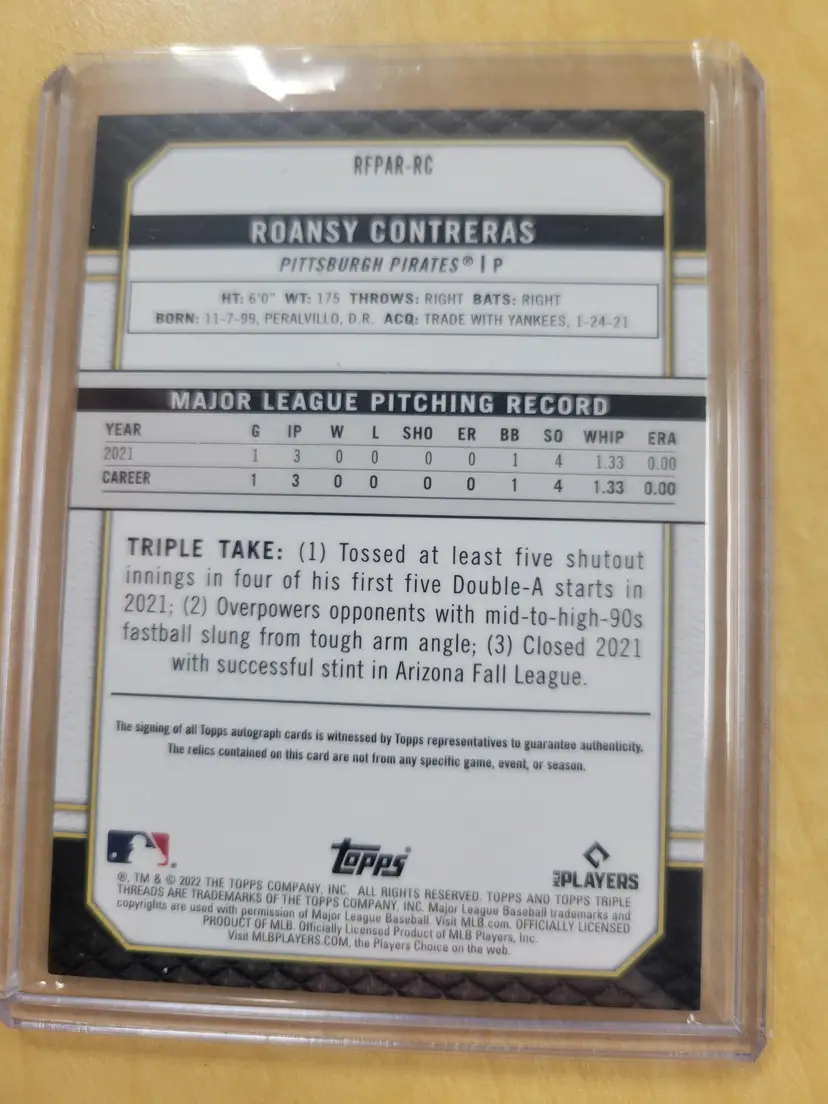 RFPAR-RC
ROANSY CONTRERAS
PITTSBURGH PIRATES® | P
HT: 6'0" WT: 175 THROWS: RIGHT BATS: RIGHT
BORN: 11-7-99, PERALVILLO, D.R. ACQ: TRADE WITH YANKEES, 1-24-21
MAJOR LEAGUE PITCHING RECORD
YEAR G IP W L SHO ER BB SO WHIP ERA
2021 1 3 0 0 0 0 1 4 1.33 0.00
CAREER 1 3 0 0 0 0 1 4 1.33 0.00
TRIPLE TAKE: (1) Tossed at least five shutout
innings in four of his first five Double-A starts in
2021; (2) Overpowers opponents with mid-to-high-90s
fastball slung from tough arm angle; (3) Closed 2021
with successful stint in Arizona Fall League.
The signing of all Topps autograph cards is witnessed by Topps representatives to guarantee authenticity.
The relics contained on this card are not from any specific game, event, or season.
Topps
MLB PLAYERS
®, TM & © 2022 THE TOPPS COMPANY, INC. ALL RIGHTS RESERVED. TOPPS AND TOPPS TRIPLE
THREADS ARE TRADEMARKS OF THE TOPPS COMPANY, INC. Major League Baseball trademarks and
copyrights are used with permission of Major League Baseball. Visit MLB.com. OFFICIALLY LICENSED
PRODUCT OF MLB Players, Inc. Officially Licensed Product of MLB Players, Inc.
Visit MLBPLAYERS.COM, the Players Choice on the web.